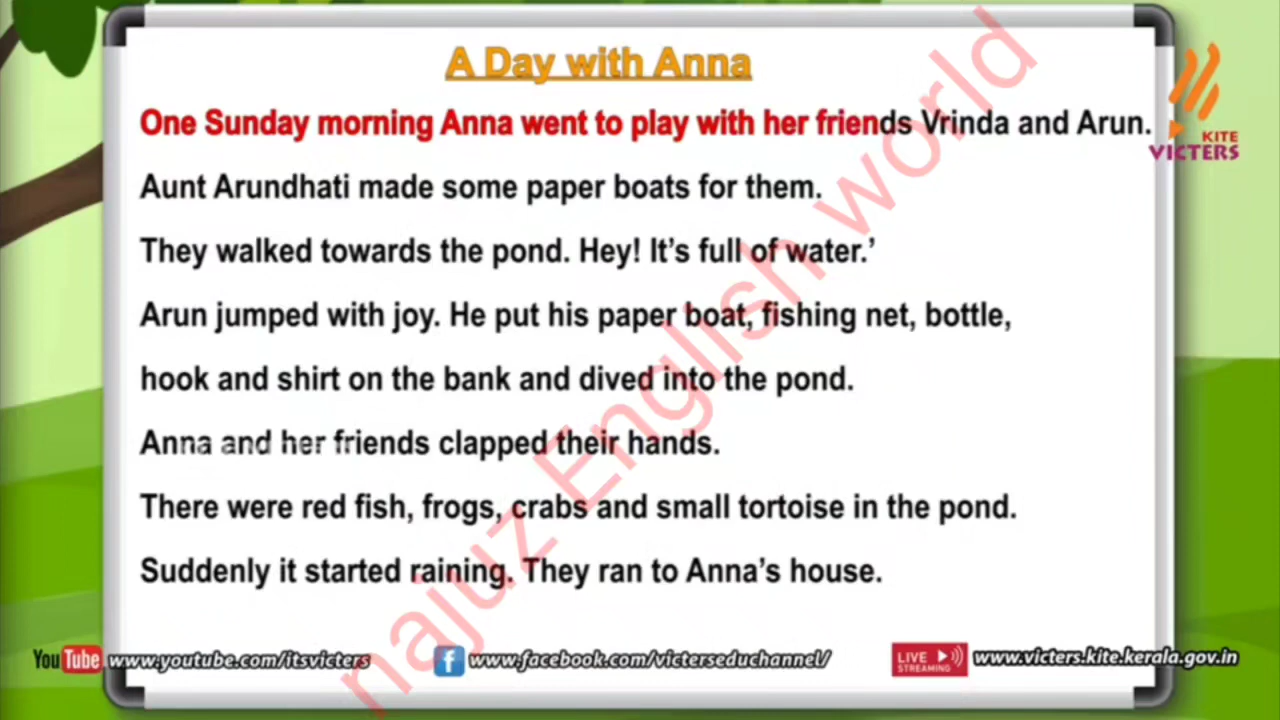 A Day with Anna
One Sunday morning Anna went to play with her friends Vrinda and Arun.
KITE
VICTERS
Aunt Arundhati made some paper boats for them.
They walked towards the pond. Hey! It's full of water.’
Arun jumped with joy. He put his paper boat, fishing net, bottle,
hook and shirt on the bank and dived into the pond.
Anna and her friends clapped their hands.
There were red fish, frogs, crabs and small tortoise in the pond.
Suddenly it started raining. They ran to Anna’s house.
najuz English world
YouTube www.youtube.com/itsvicters
f www.facebook.com/victerseduchannel/
LIVE STREAMING www.victers.kite.kerala.gov.in